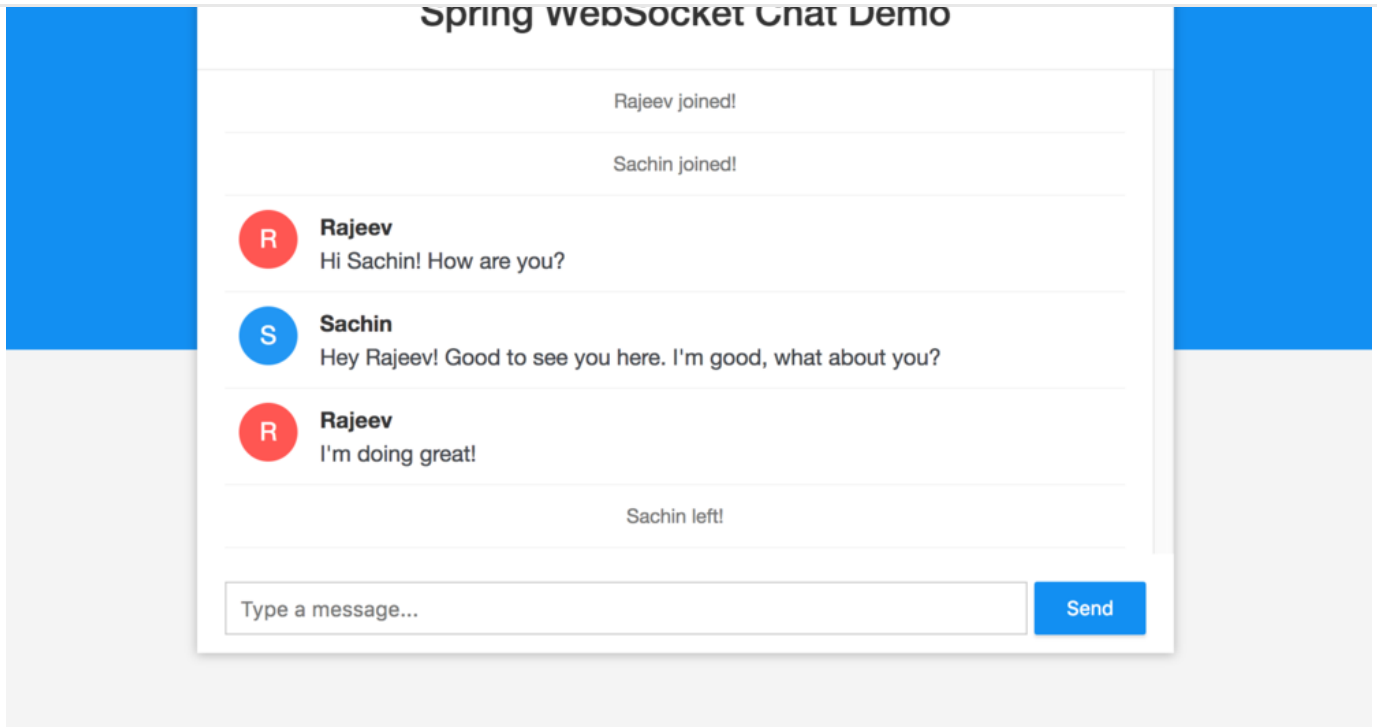 Spring WebSocket Chat Demo
Rajeev joined!
Sachin joined!
R
Rajeev
Hi Sachin! How are you?
S
Sachin
Hey Rajeev! Good to see you here. I'm good, what about you?
R
Rajeev
I'm doing great!
Sachin left!
Type a message...
Send